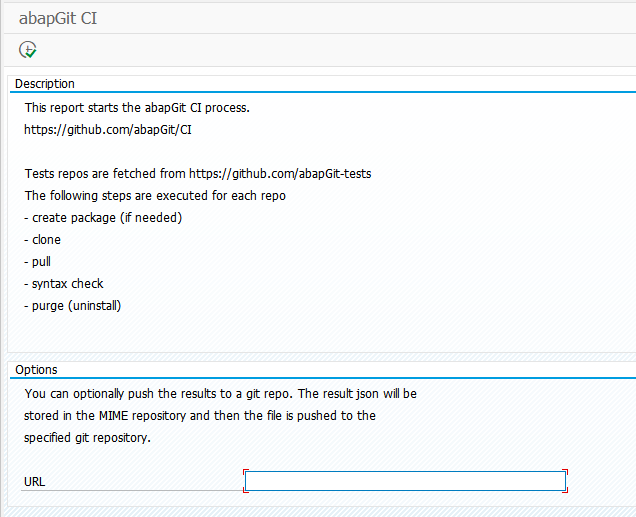 abapGit CI
Description
This report starts the abapGit CI process.
https://github.com/abapGit/CI
Tests repos are fetched from https://github.com/abapGit-tests
The following steps are executed for each repo
- create package (if needed)
- clone
- pull
- syntax check
- purge (uninstall)
Options
You can optionally push the results to a git repo. The result json will be
stored in the MIME repository and then the file is pushed to the
specified git repository.
URL